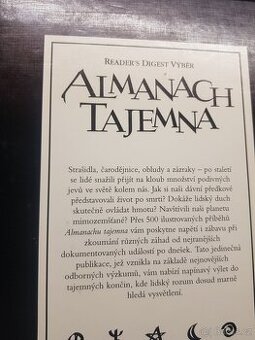 READER'S DIGEST VÝBĚR
ALMANACH
TAJEMNA
Strašidla, čarodějnice, obludy a zázraky – po staletí
se lidé snažili přijít na kloub množství podivných
jevů ve světě kolem nás. Jak si naši dávní předkové
představovali život po smrti? Dokáže lidský duch
skutečně ovládat hmotu? Navštívili naši planetu
mimozemšťané? Přes 500 ilustrovaných příběhů
Almanachu tajemna vám poskytne napětí i zábavu při
zkoumání různých záhad od nejranějších
dokumentovaných událostí po dnešek. Tato jedinečná
publikace, jež vznikla na základě nejnovějších
odborných výzkumů, vám nabízí napínavý výlet do
tajemných končin, kde lidský rozum dosud marně
hledá vysvětlení.